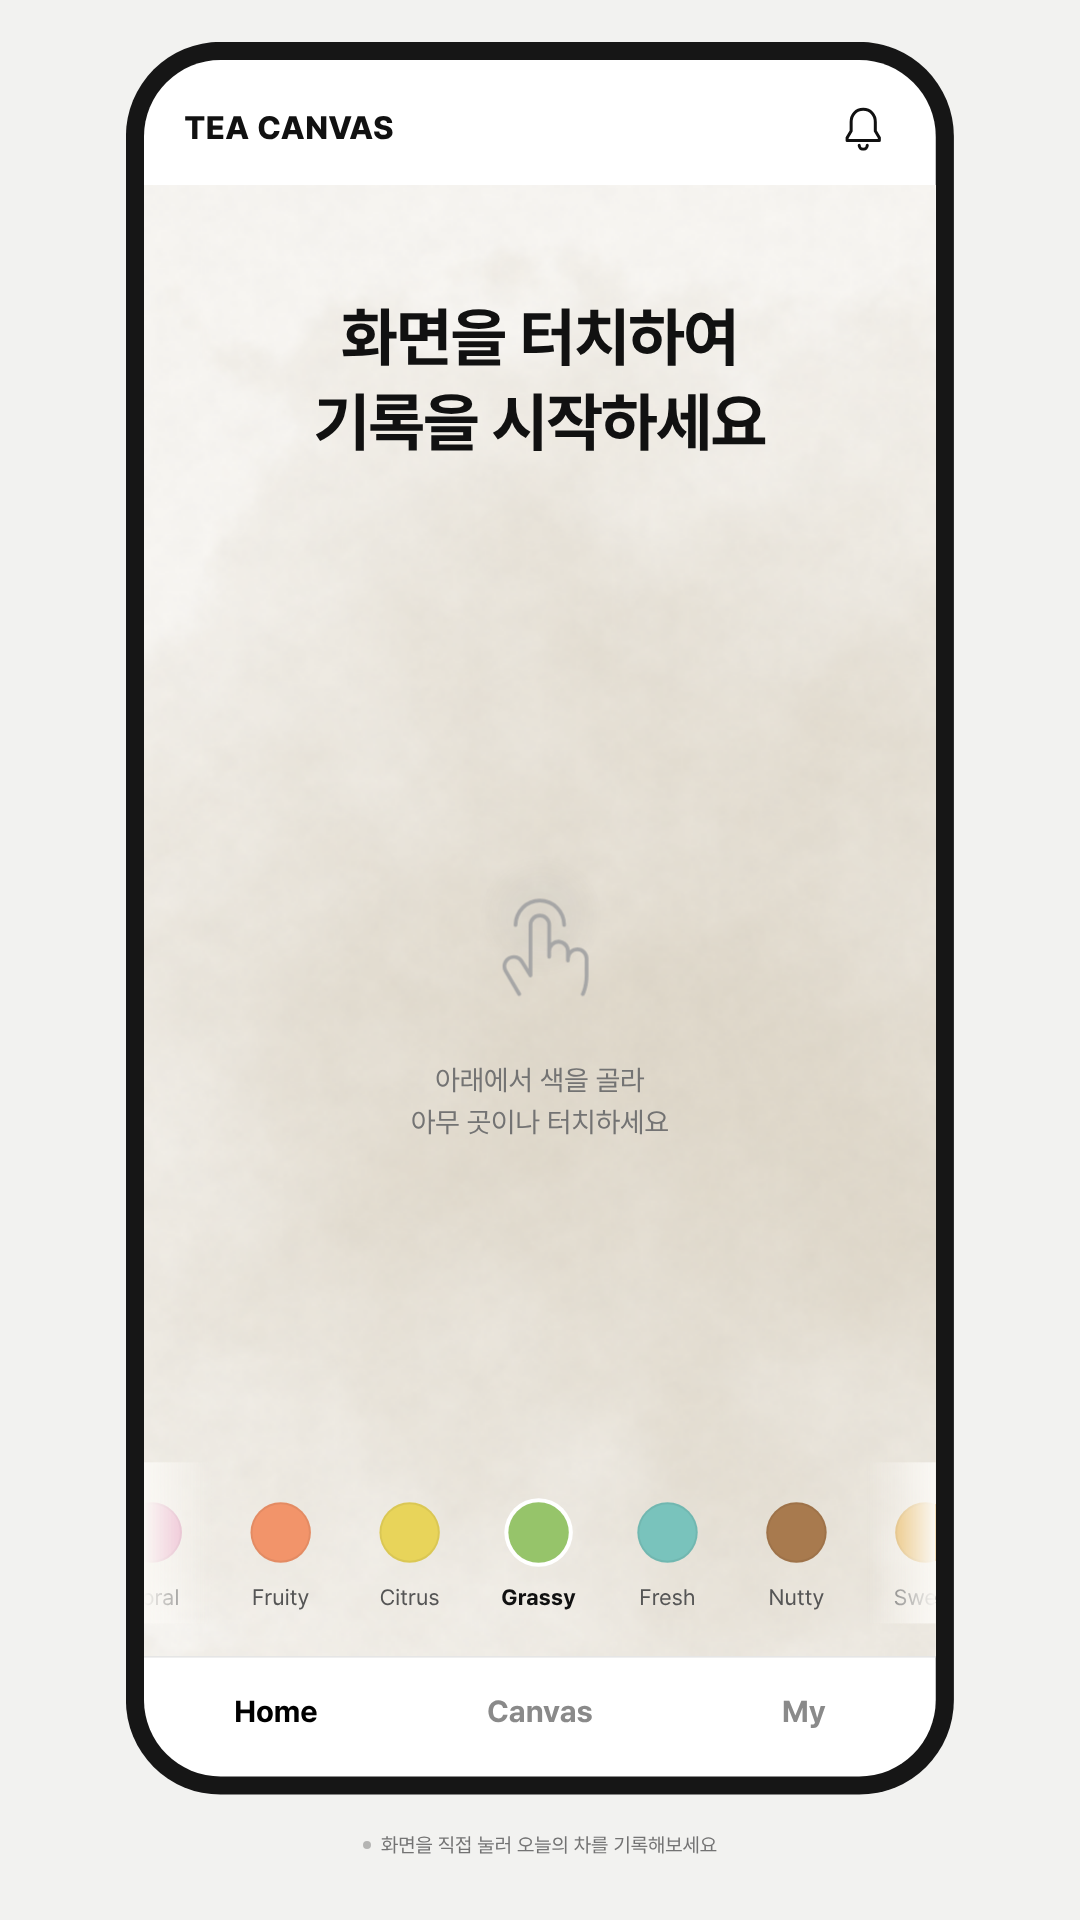 TEA CANVAS
화면을 터치하여
기록을 시작하세요
아래에서 색을 골라
아무 곳이나 터치하세요
oral Fruity Citrus Grassy Fresh Nutty Swe
Home Canvas My
화면을 직접 눌러 오늘의 차를 기록해보세요